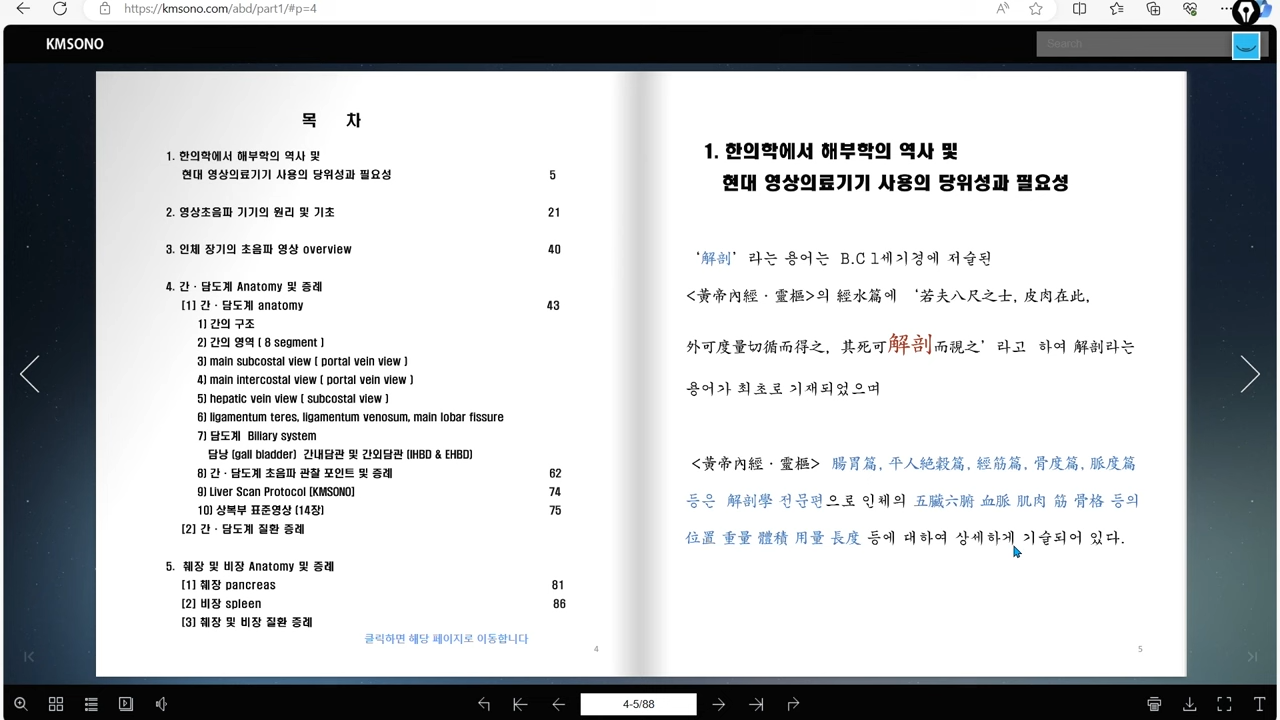 https://kmsono.com/abd/part1/#p=4
KMSONO
Search
목 차
1. 한의학에서 해부학의 역사 및
현대 영상의료기기 사용의 당위성과 필요성 5
2. 영상초음파 기기의 원리 및 기초 21
3. 인체 장기의 초음파 영상 overview 40
4. 간 · 담도계 Anatomy 및 증례
[1] 간 · 담도계 anatomy 43
1) 간의 구조
2) 간의 영역 ( 8 segment )
3) main subcostal view ( portal vein view )
4) main intercostal view ( portal vein view )
5) hepatic vein view ( subcostal view )
6) ligamentum teres, ligamentum venosum, main lobar fissure
7) 담도계 Biliary system
담낭 (gall bladder) 간내담관 및 간외담관 (IHBD & EHBD)
8) 간 · 담도계 초음파 관찰 포인트 및 증례 62
9) Liver Scan Protocol [KMSONO] 74
10) 상복부 표준영상 (14장) 75
[2] 간 · 담도계 질환 증례
5. 췌장 및 비장 Anatomy 및 증례
[1] 췌장 pancreas 81
[2] 비장 spleen 86
[3] 췌장 및 비장 질환 증례
클릭하면 해당 페이지로 이동합니다
4
1. 한의학에서 해부학의 역사 및
현대 영상의료기기 사용의 당위성과 필요성
‘解剖’ 라는 용어는 B.C 1세기경에 저술된
<黃帝內經 · 靈樞>의 經水篇에 ‘若夫八尺之士, 皮肉在此,
外可度量切循而得之, 其死可解剖而視之’ 라고 하여 解剖라는
용어가 최초로 기재되었으며
<黃帝內經 · 靈樞> 腸胃篇, 平人絶穀篇, 經筋篇, 骨度篇, 脈度篇
등은 解剖學 전문편으로 인체의 五臟六腑 血脈 肌肉 筋 骨格 등의
位置 重量 體積 用量 長度 등에 대하여 상세하게 기술되어 있다.
5
4-5/88